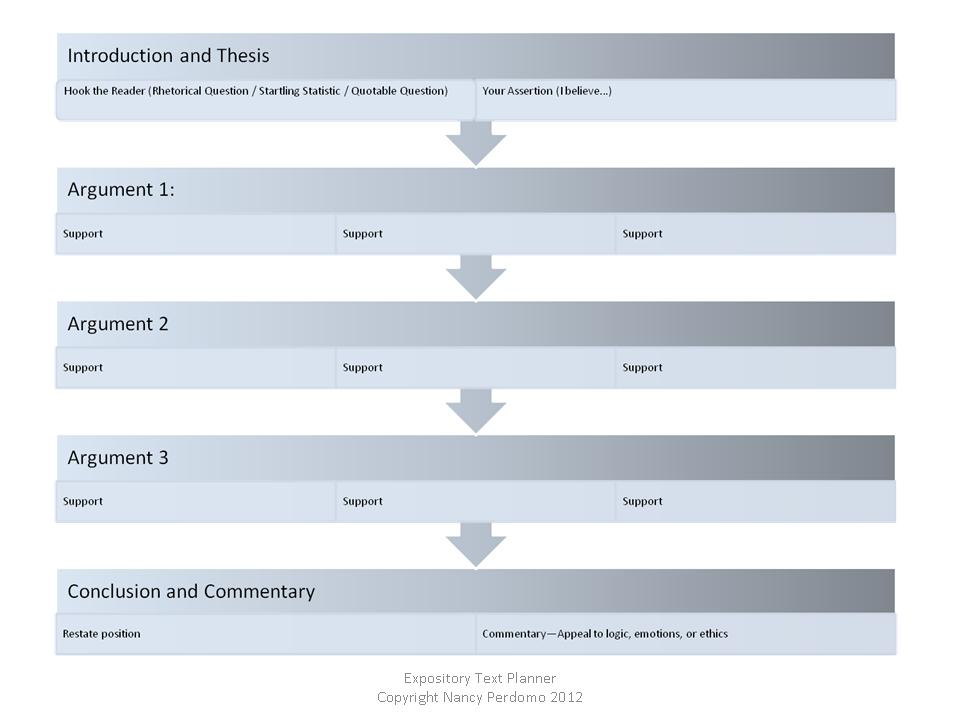 Introduction and Thesis
Hook the Reader (Rhetorical Question / Startling Statistic / Quotable Question)
Your Assertion (I believe...)
Argument 1:
Support
Support
Support
Argument 2
Support
Support
Support
Argument 3
Support
Support
Support
Conclusion and Commentary
Restate position
Commentary—Appeal to logic, emotions, or ethics
Expository Text Planner
Copyright Nancy Perdomo 2012